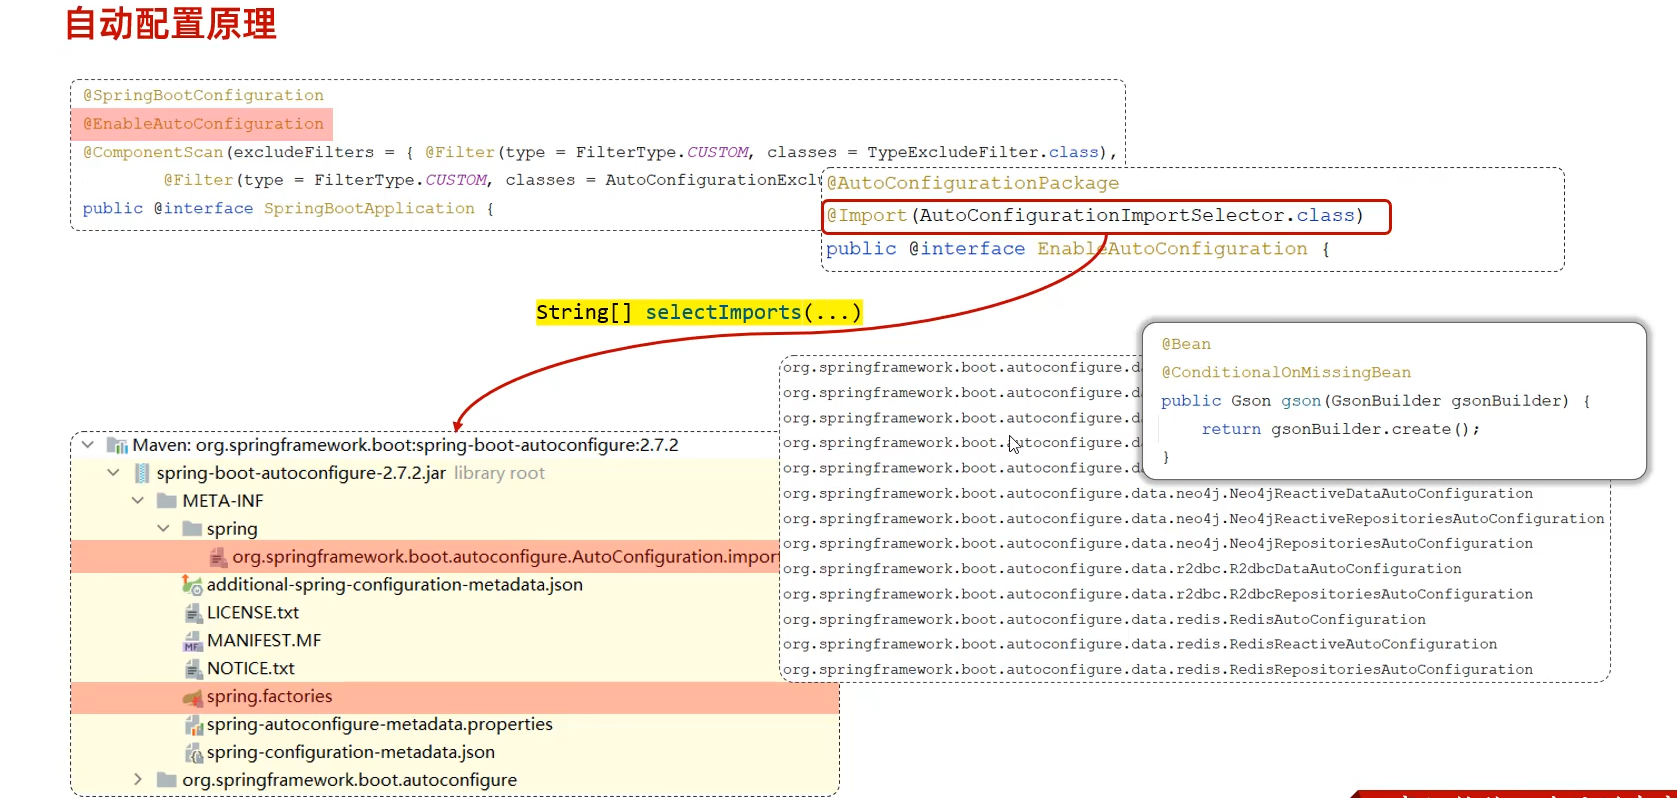 自动配置原理
@SpringBootConfiguration
@EnableAutoConfiguration
@ComponentScan(excludeFilters = { @Filter(type = FilterType.CUSTOM, classes = TypeExcludeFilter.class),
@Filter(type = FilterType.CUSTOM, classes = AutoConfigurationExcl
public @interface SpringBootApplication {
@AutoConfigurationPackage
@Import(AutoConfigurationImportSelector.class)
public @interface EnableAutoConfiguration {
String[] selectImports(...)
@Bean
@ConditionalOnMissingBean
public Gson gson(GsonBuilder gsonBuilder) {
return gsonBuilder.create();
}
org.springframework.boot.autoconfigure.da
org.springframework.boot.autoconfigure.da
org.springframework.boot.autoconfigure.da
org.springframework.boot.autoconfigure.da
org.springframework.boot.autoconfigure.da
org.springframework.boot.autoconfigure.data.neo4j.Neo4jReactiveDataAutoConfiguration
org.springframework.boot.autoconfigure.data.neo4j.Neo4jReactiveRepositoriesAutoConfiguration
org.springframework.boot.autoconfigure.data.neo4j.Neo4jRepositoriesAutoConfiguration
org.springframework.boot.autoconfigure.data.r2dbc.R2dbcDataAutoConfiguration
org.springframework.boot.autoconfigure.data.r2dbc.R2dbcRepositoriesAutoConfiguration
org.springframework.boot.autoconfigure.data.redis.RedisAutoConfiguration
org.springframework.boot.autoconfigure.data.redis.RedisReactiveAutoConfiguration
org.springframework.boot.autoconfigure.data.redis.RedisRepositoriesAutoConfiguration
Maven: org.springframework.boot:spring-boot-autoconfigure:2.7.2
spring-boot-autoconfigure-2.7.2.jar library root
META-INF
spring
org.springframework.boot.autoconfigure.AutoConfiguration.import
additional-spring-configuration-metadata.json
LICENSE.txt
MANIFEST.MF
NOTICE.txt
spring.factories
spring-autoconfigure-metadata.properties
spring-configuration-metadata.json
org.springframework.boot.autoconfigure